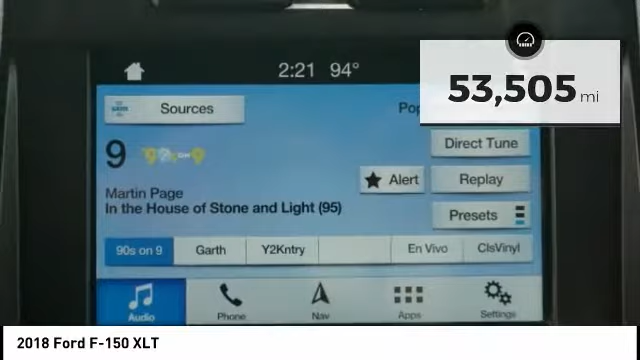 2:21 94°
53,505 mi
Sources
Pop
Direct Tune
9
Martin Page
In the House of Stone and Light (95)
Alert
Replay
Presets
90s on 9
Garth
Y2Kntry
En Vivo
ClsVinyl
Audio
Phone
Nav
Apps
Settings
2018 Ford F-150 XLT